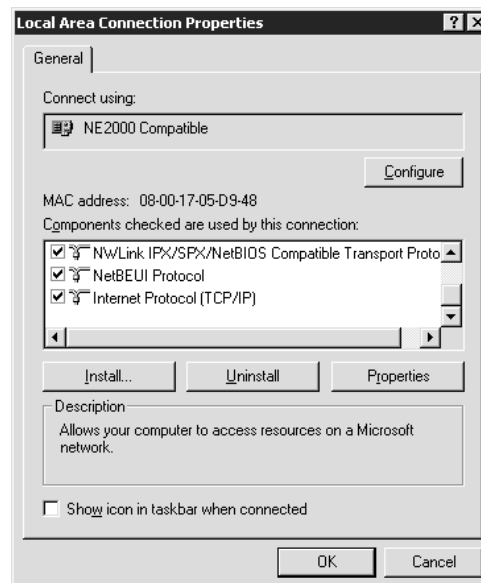 Local Area Connection Properties
General
Connect using:
NE2000 Compatible
Configure
MAC address: 08-00-17-05-D9-48
Components checked are used by this connection:
NWLink IPX/SPX/NetBIOS Compatible Transport Proto
NetBEUI Protocol
Internet Protocol (TCP/IP)
Install... Uninstall Properties
Description
Allows your computer to access resources on a Microsoft
network.
Show icon in taskbar when connected
OK Cancel